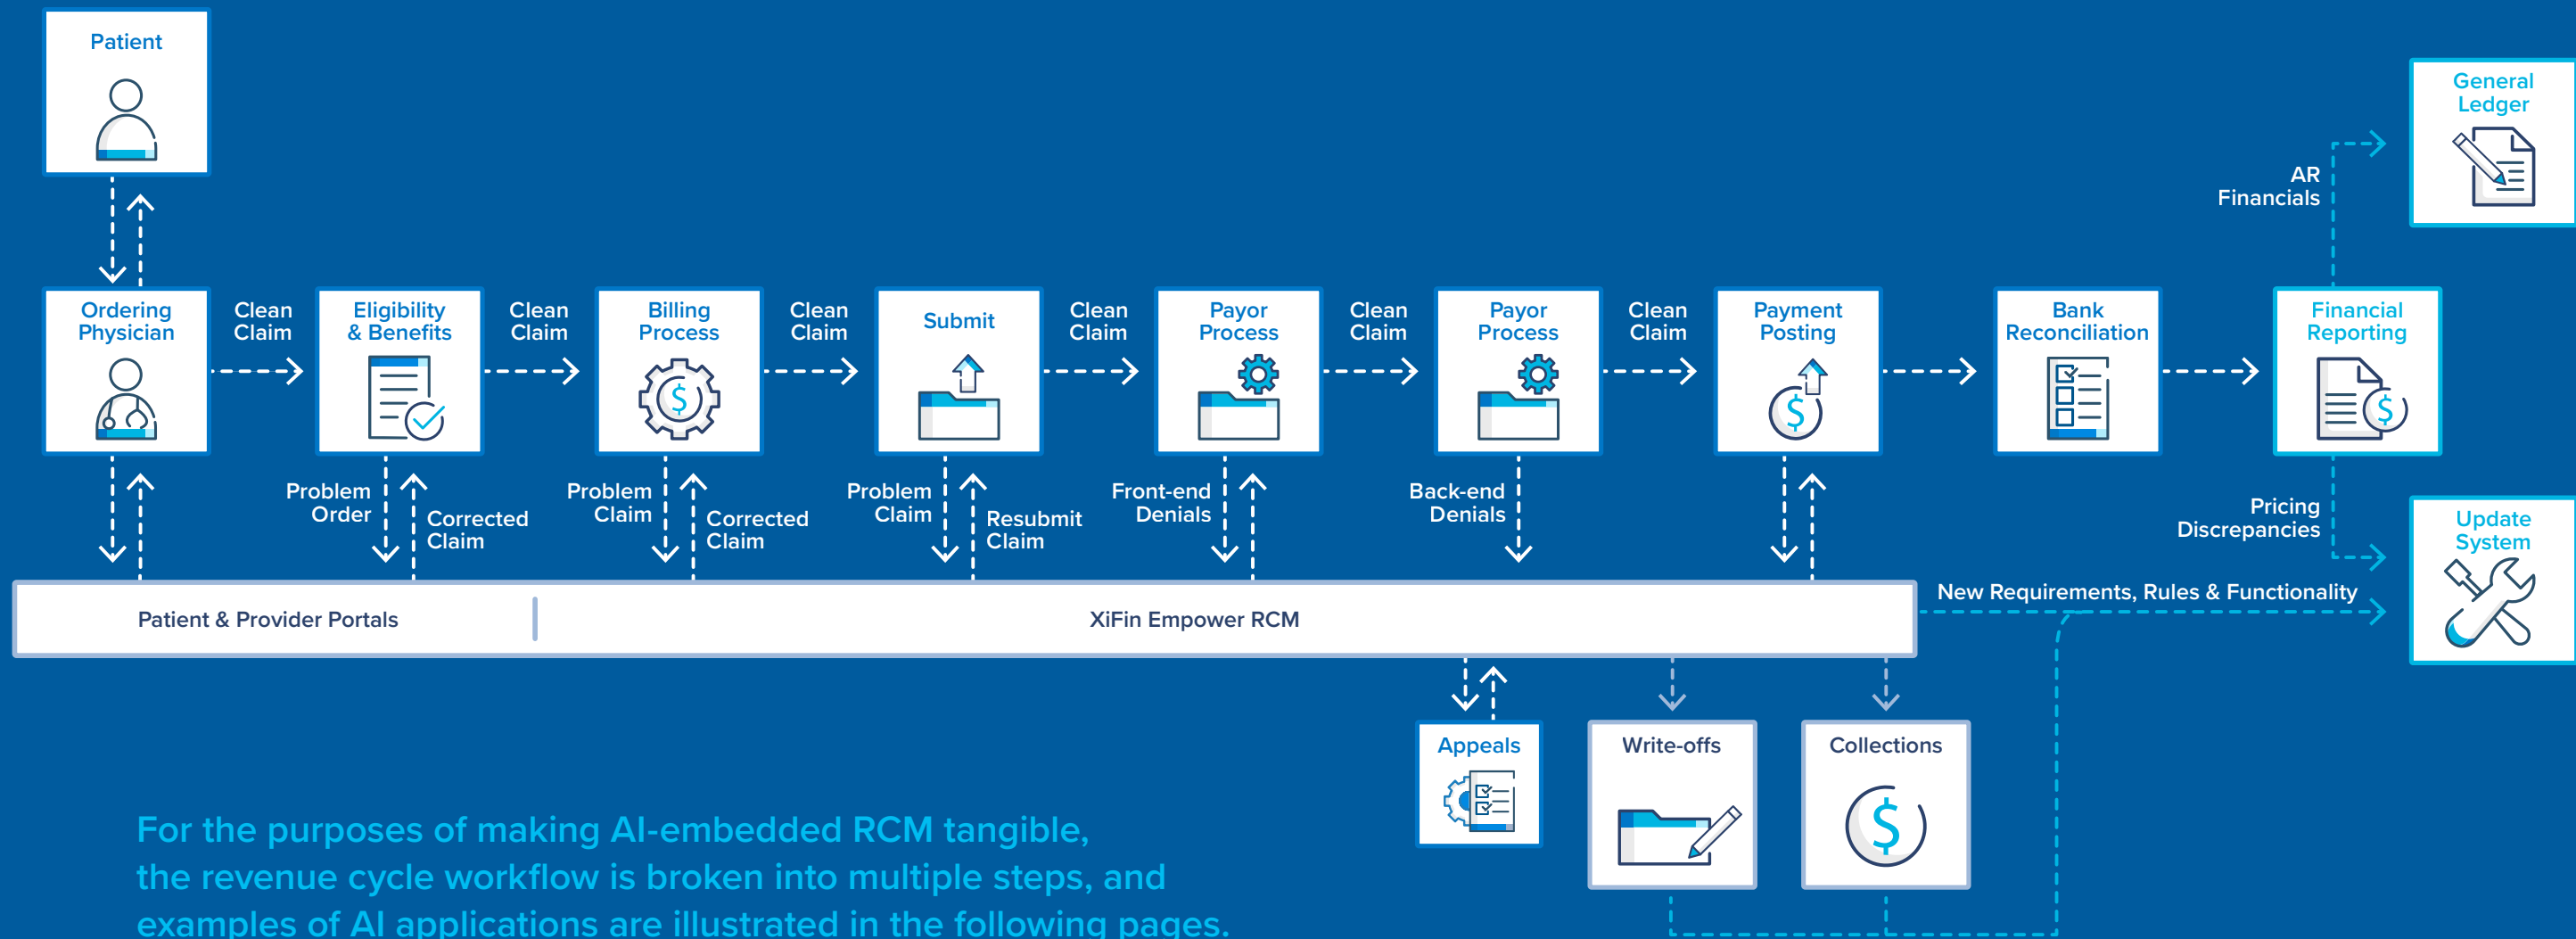 Patient
General
Ledger
AR
Financials
Ordering
Physician
Clean
Claim
Eligibility
& Benefits
Clean
Claim
Billing
Process
Clean
Claim
Submit
Clean
Claim
Payor
Process
Clean
Claim
Payor
Process
Clean
Claim
Payment
Posting
Bank
Reconciliation
Financial
Reporting
Problem
Order
Corrected
Claim
Problem
Claim
Corrected
Claim
Problem
Claim
Resubmit
Claim
Front-end
Denials
Back-end
Denials
Pricing
Discrepancies
Update
System
Patient & Provider Portals
XiFin Empower RCM
New Requirements, Rules & Functionality
Appeals
Write-offs
Collections
For the purposes of making AI-embedded RCM tangible,
the revenue cycle workflow is broken into multiple steps, and
examples of AI applications are illustrated in the following pages.